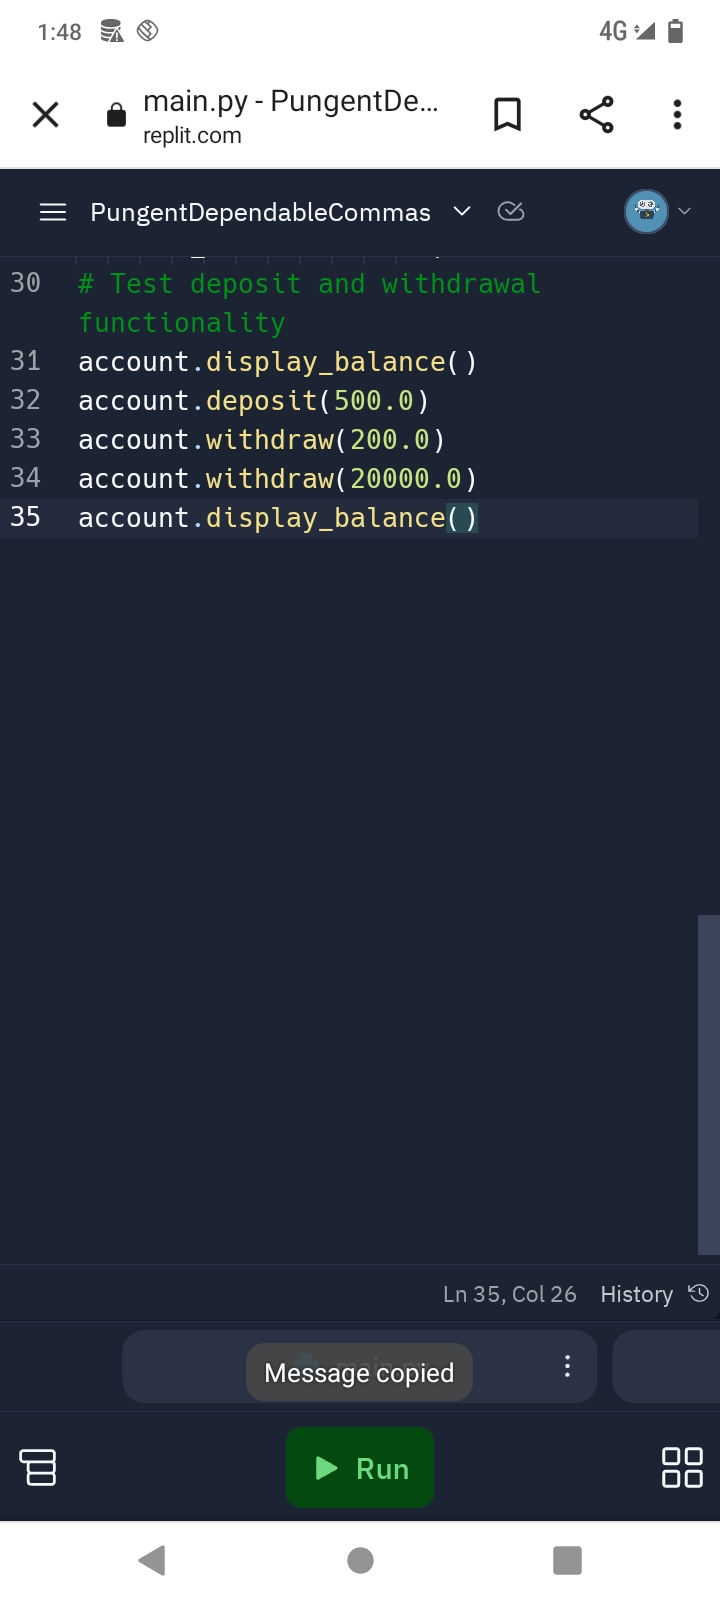 1:48
4G
main.py - PungentDe...
replit.com
PungentDependableCommas
30 # Test deposit and withdrawal
functionality
31 account.display_balance()
32 account.deposit(500.0)
33 account.withdraw(200.0)
34 account.withdraw(20000.0)
35 account.display_balance()
Ln 35, Col 26 History
Message copied
Run